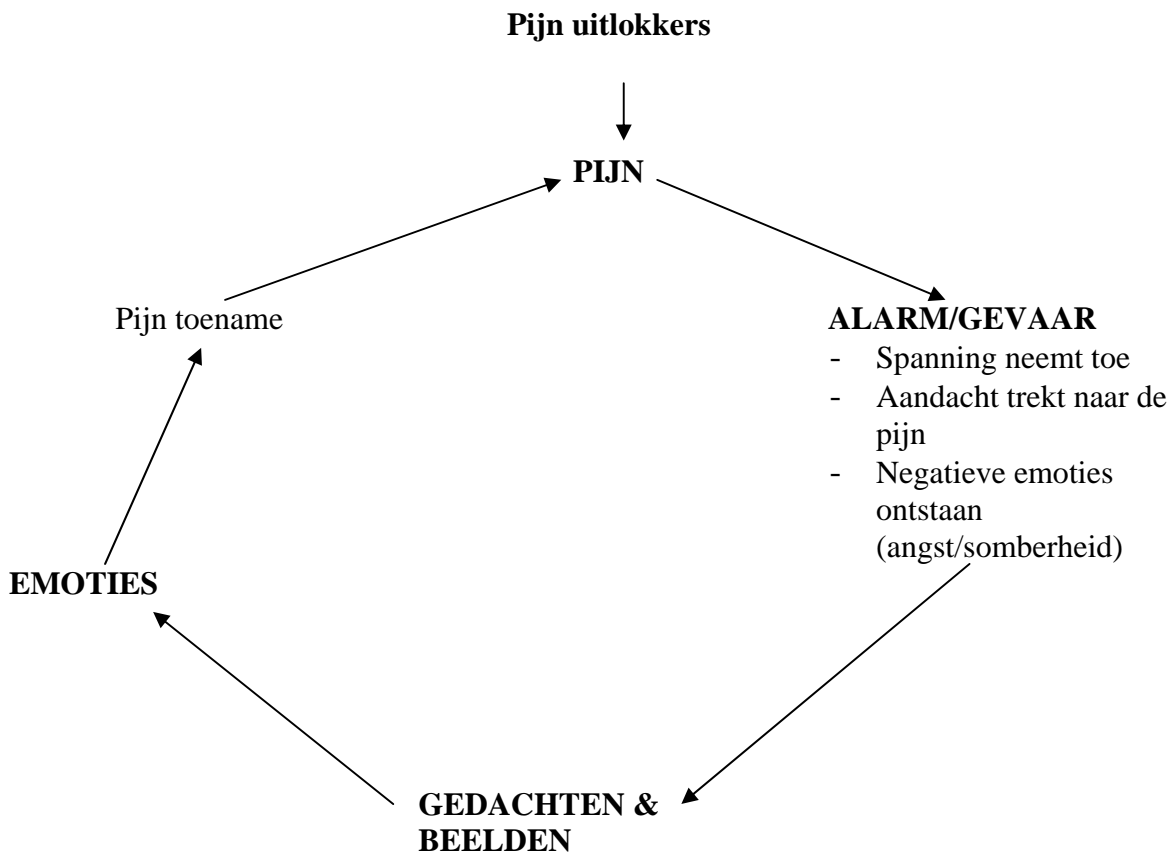 Pijn uitlokkers
PIJN
Pijn toename
ALARM/GEVAAR
- Spanning neemt toe
- Aandacht trekt naar de
pijn
- Negatieve emoties
ontstaan
(angst/somberheid)
EMOTIES
GEDACHTEN &
BEELDEN